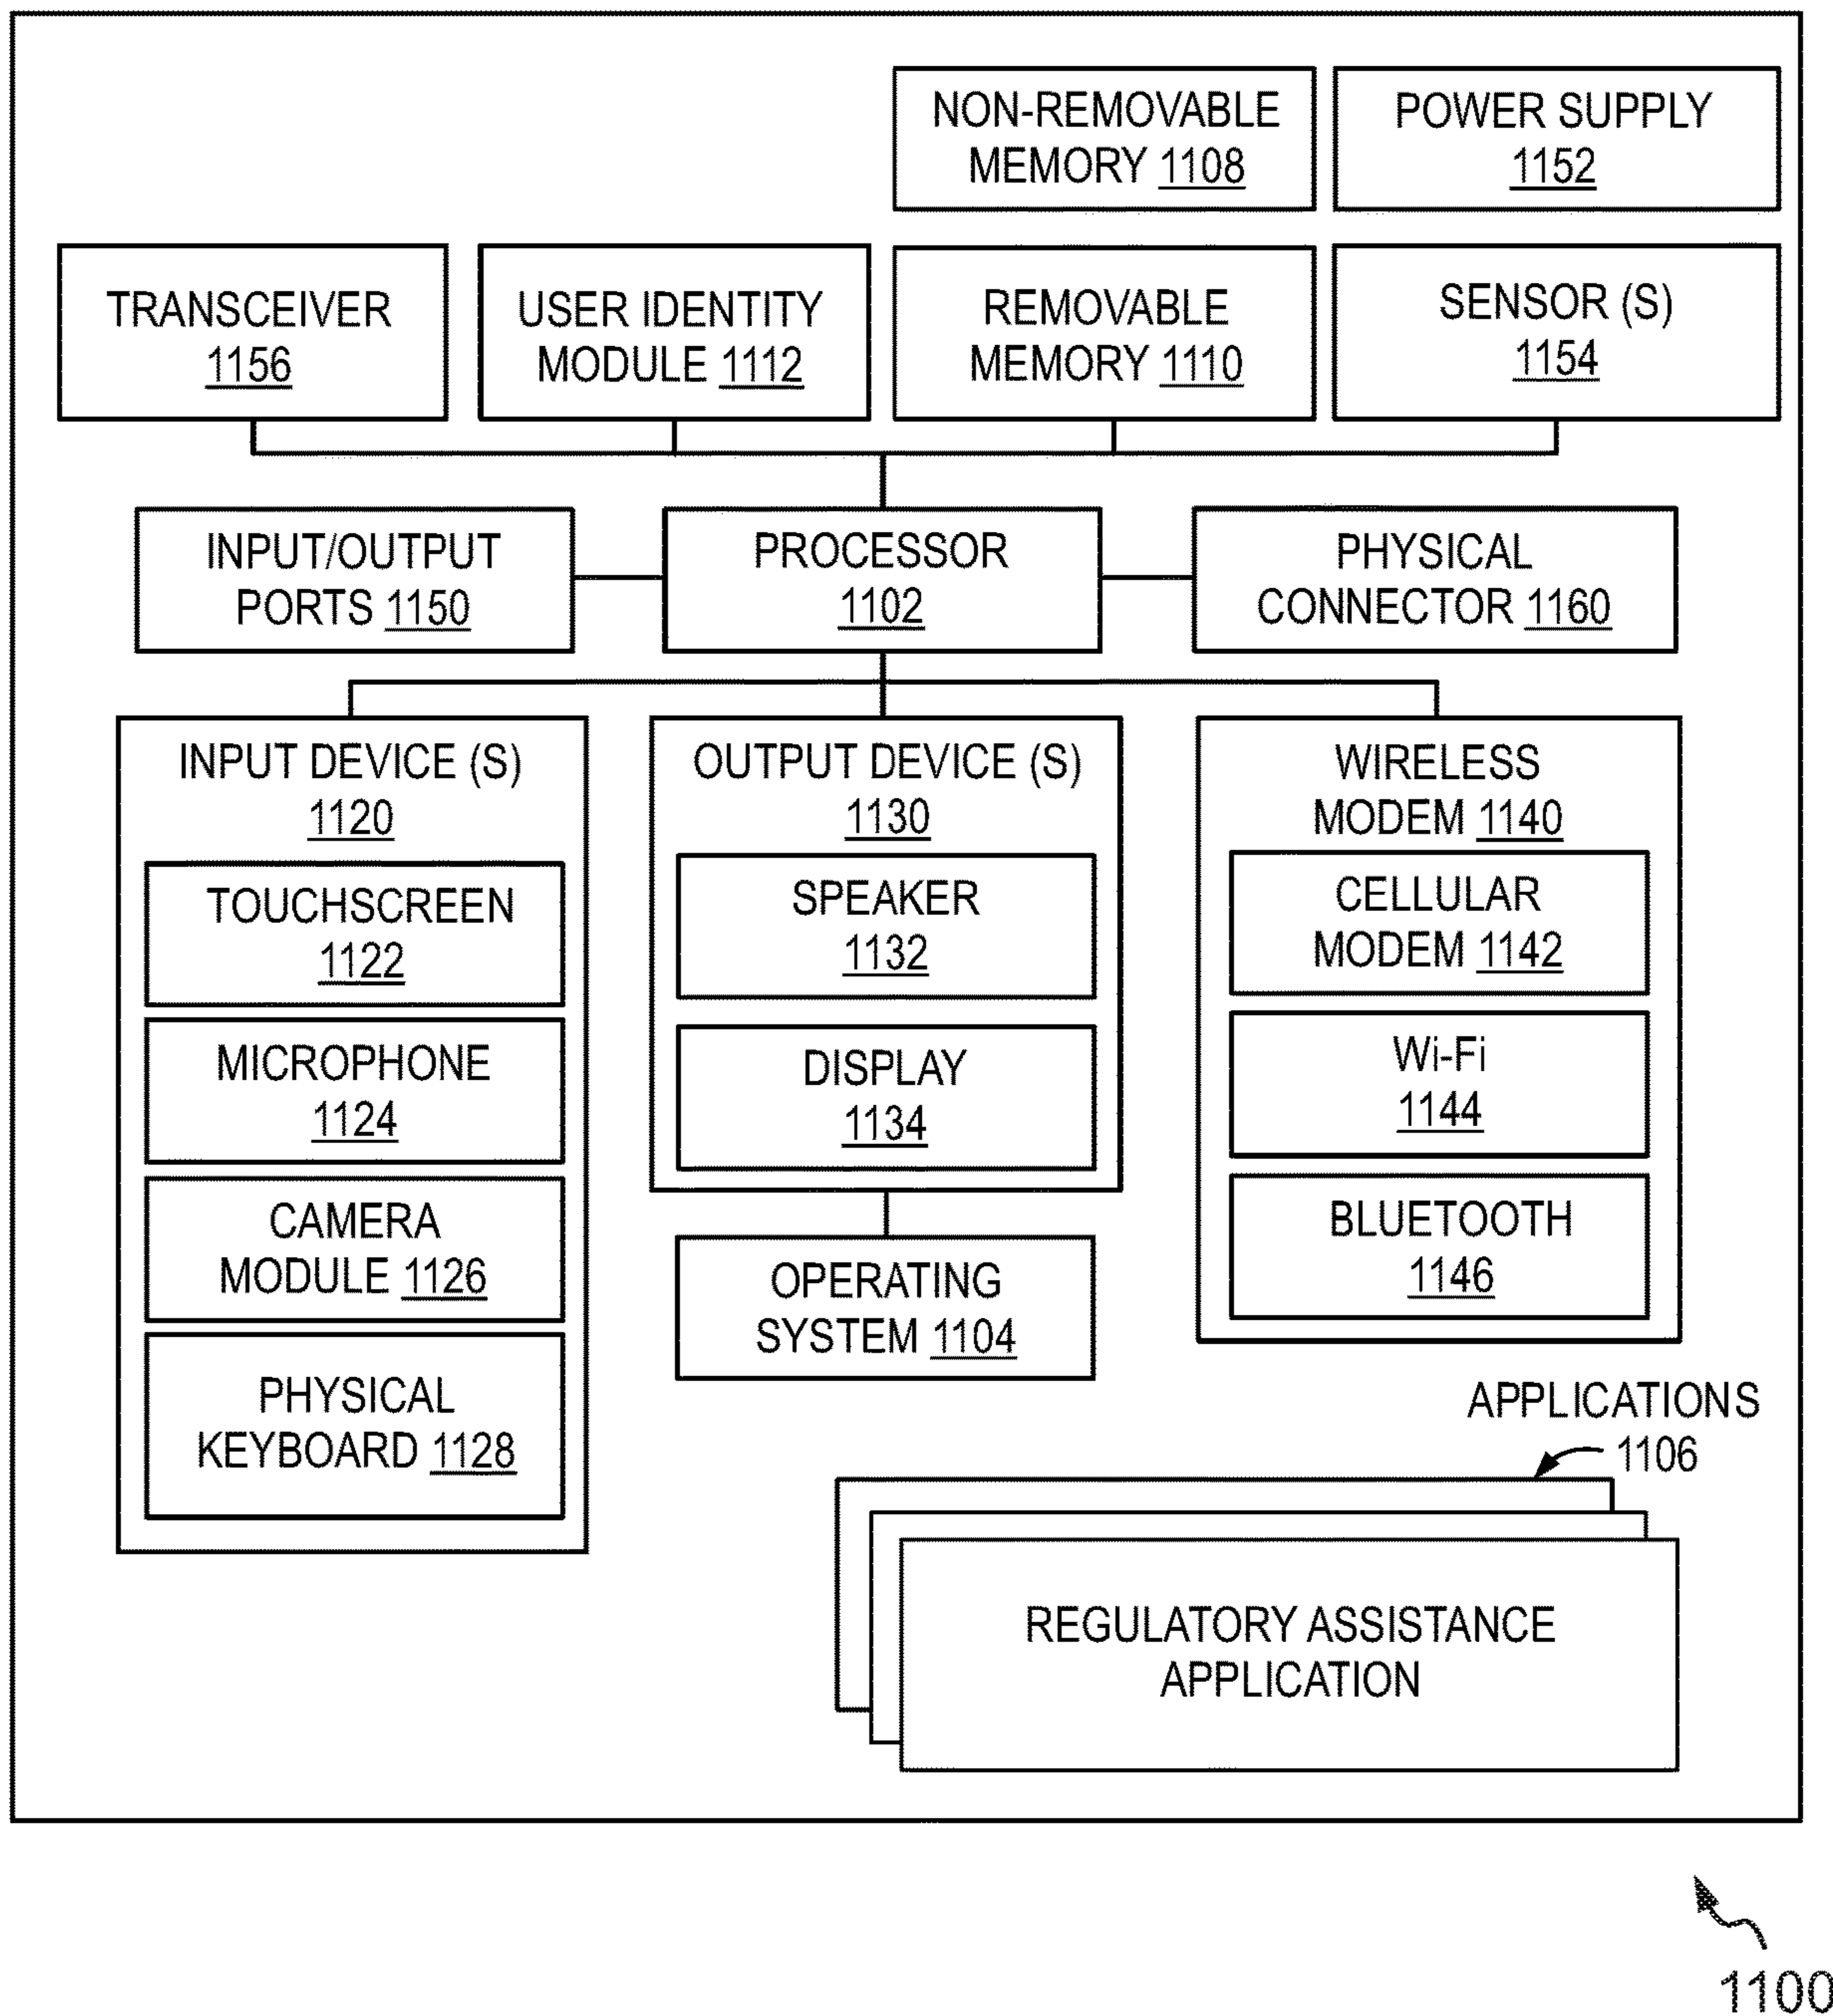 NON-REMOVABLE
MEMORY 1108
POWER SUPPLY
1152
TRANSCEIVER
1156
USER IDENTITY
MODULE 1112
REMOVABLE
MEMORY 1110
SENSOR (S)
1154
INPUT/OUTPUT
PORTS 1150
PROCESSOR
1102
PHYSICAL
CONNECTOR 1160
INPUT DEVICE (S)
1120
TOUCHSCREEN
1122
MICROPHONE
1124
CAMERA
MODULE 1126
PHYSICAL
KEYBOARD 1128
OUTPUT DEVICE (S)
1130
SPEAKER
1132
DISPLAY
1134
OPERATING
SYSTEM 1104
WIRELESS
MODEM 1140
CELLULAR
MODEM 1142
Wi-Fi
1144
BLUETOOTH
1146
APPLICATIONS
1106
REGULATORY ASSISTANCE
APPLICATION
1100